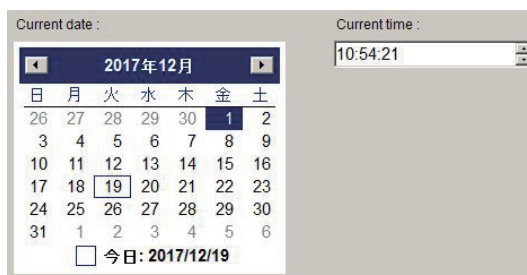 Current date :
Current time :
2017年12月
10:54:21
日 月 火 水 木 金 土
26 27 28 29 30 1 2
3 4 5 6 7 8 9
10 11 12 13 14 15 16
17 18 19 20 21 22 23
24 25 26 27 28 29 30
31 1 2 3 4 5 6
今日: 2017/12/19